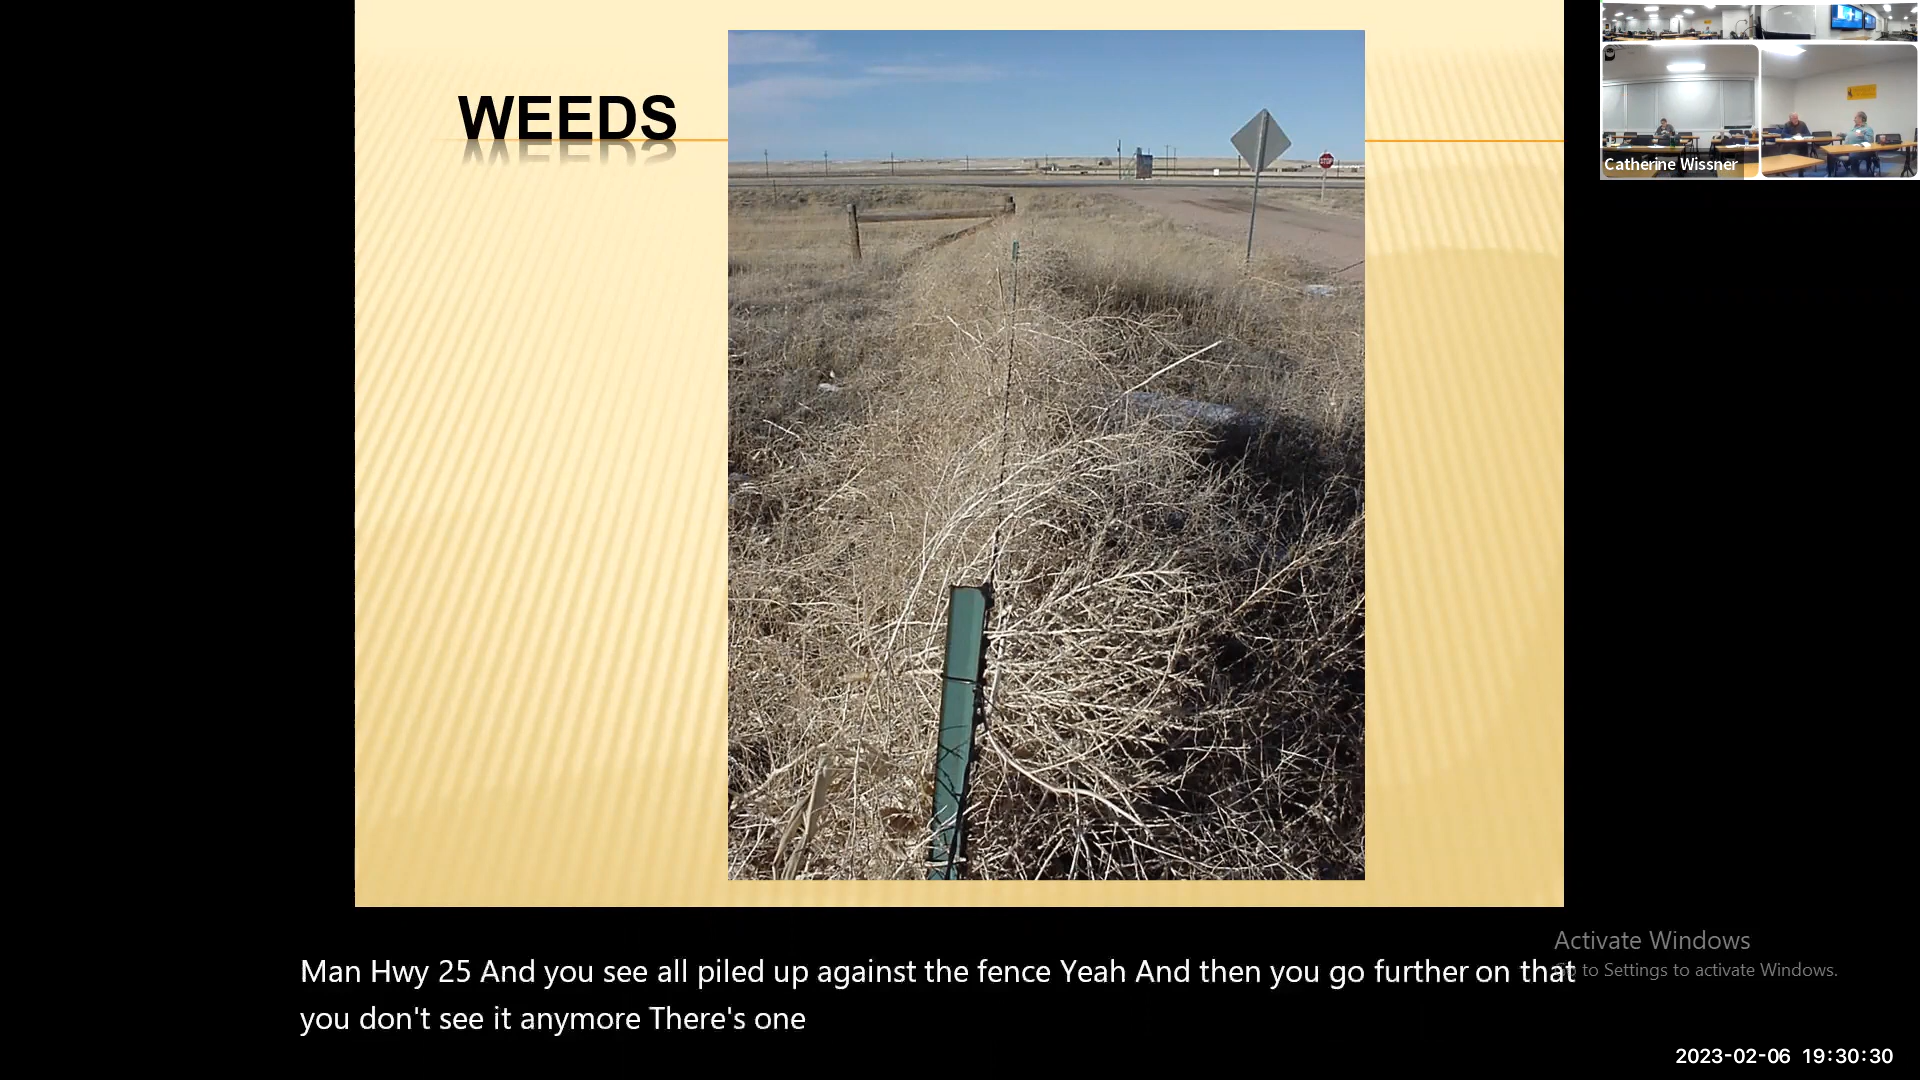 WEEDS
STOP
Catherine Wissner
Man Hwy 25 And you see all piled up against the fence Yeah And then you go further on that
you don't see it anymore There's one
Activate Windows
Go to Settings to activate Windows.
2023-02-06 19:30:30